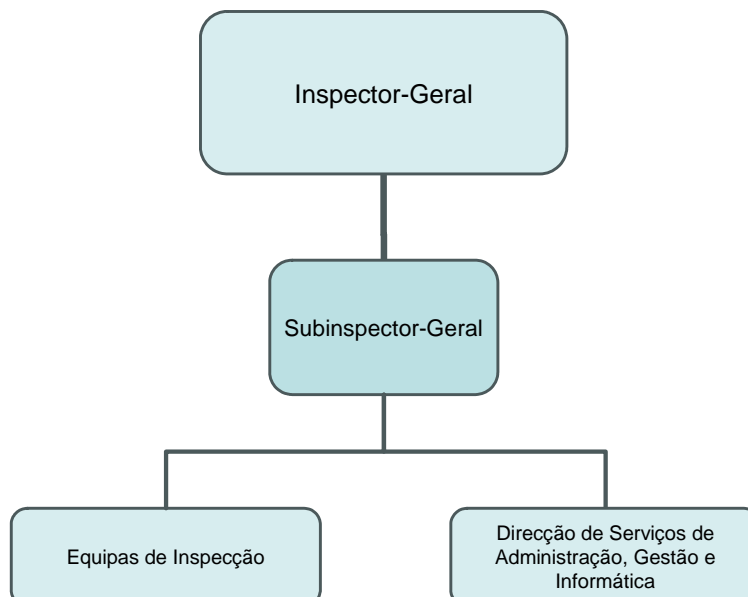 Inspector-Geral
Subinspector-Geral
Equipas de Inspecção
Direcção de Serviços de
Administração, Gestão e
Informática